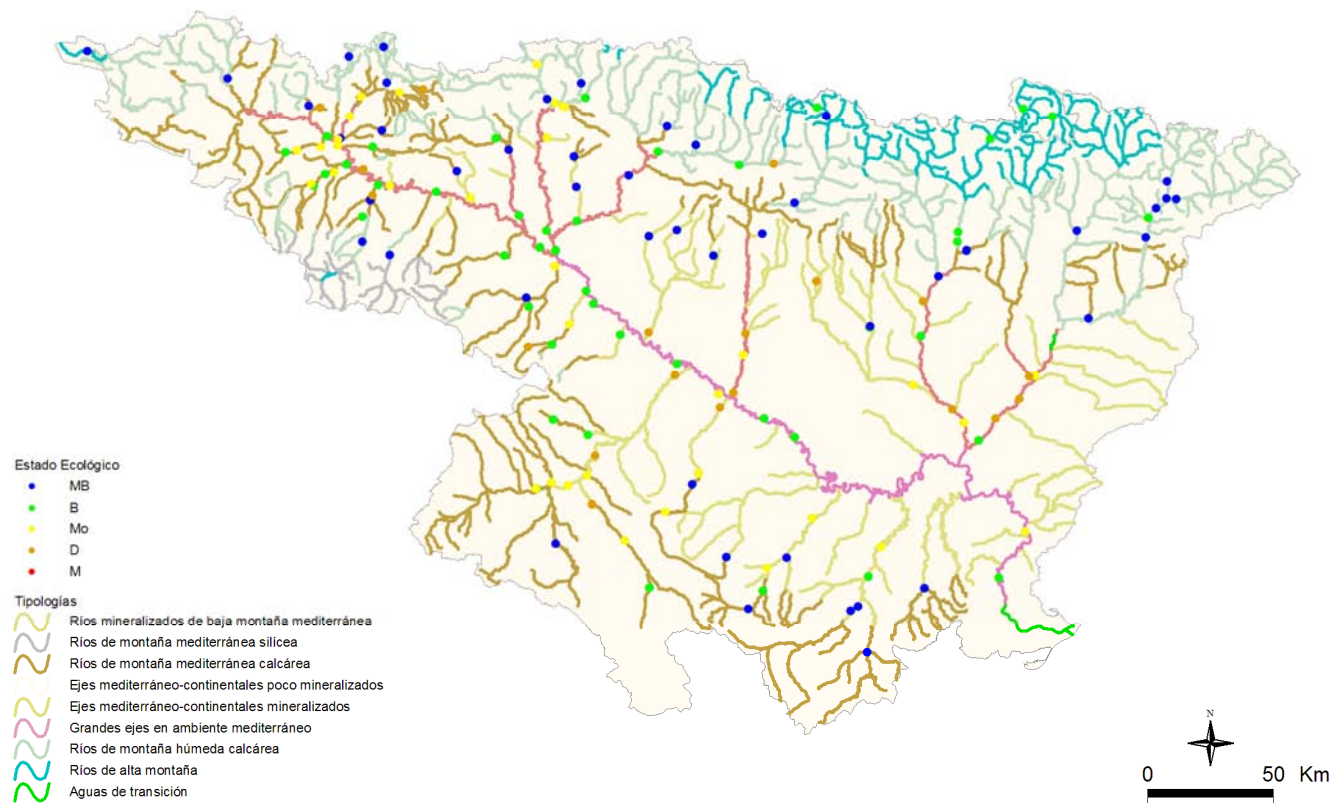 Estado Ecológico
MB
B
Mo
D
M
Tipologías
Ríos mineralizados de baja montaña mediterránea
Ríos de montaña mediterránea silícea
Ríos de montaña mediterránea calcárea
Ejes mediterráneo-continentales poco mineralizados
Ejes mediterráneo-continentales mineralizados
Grandes ejes en ambiente mediterráneo
Ríos de montaña húmeda calcárea
Ríos de alta montaña
Aguas de transición
N
0 50 Km